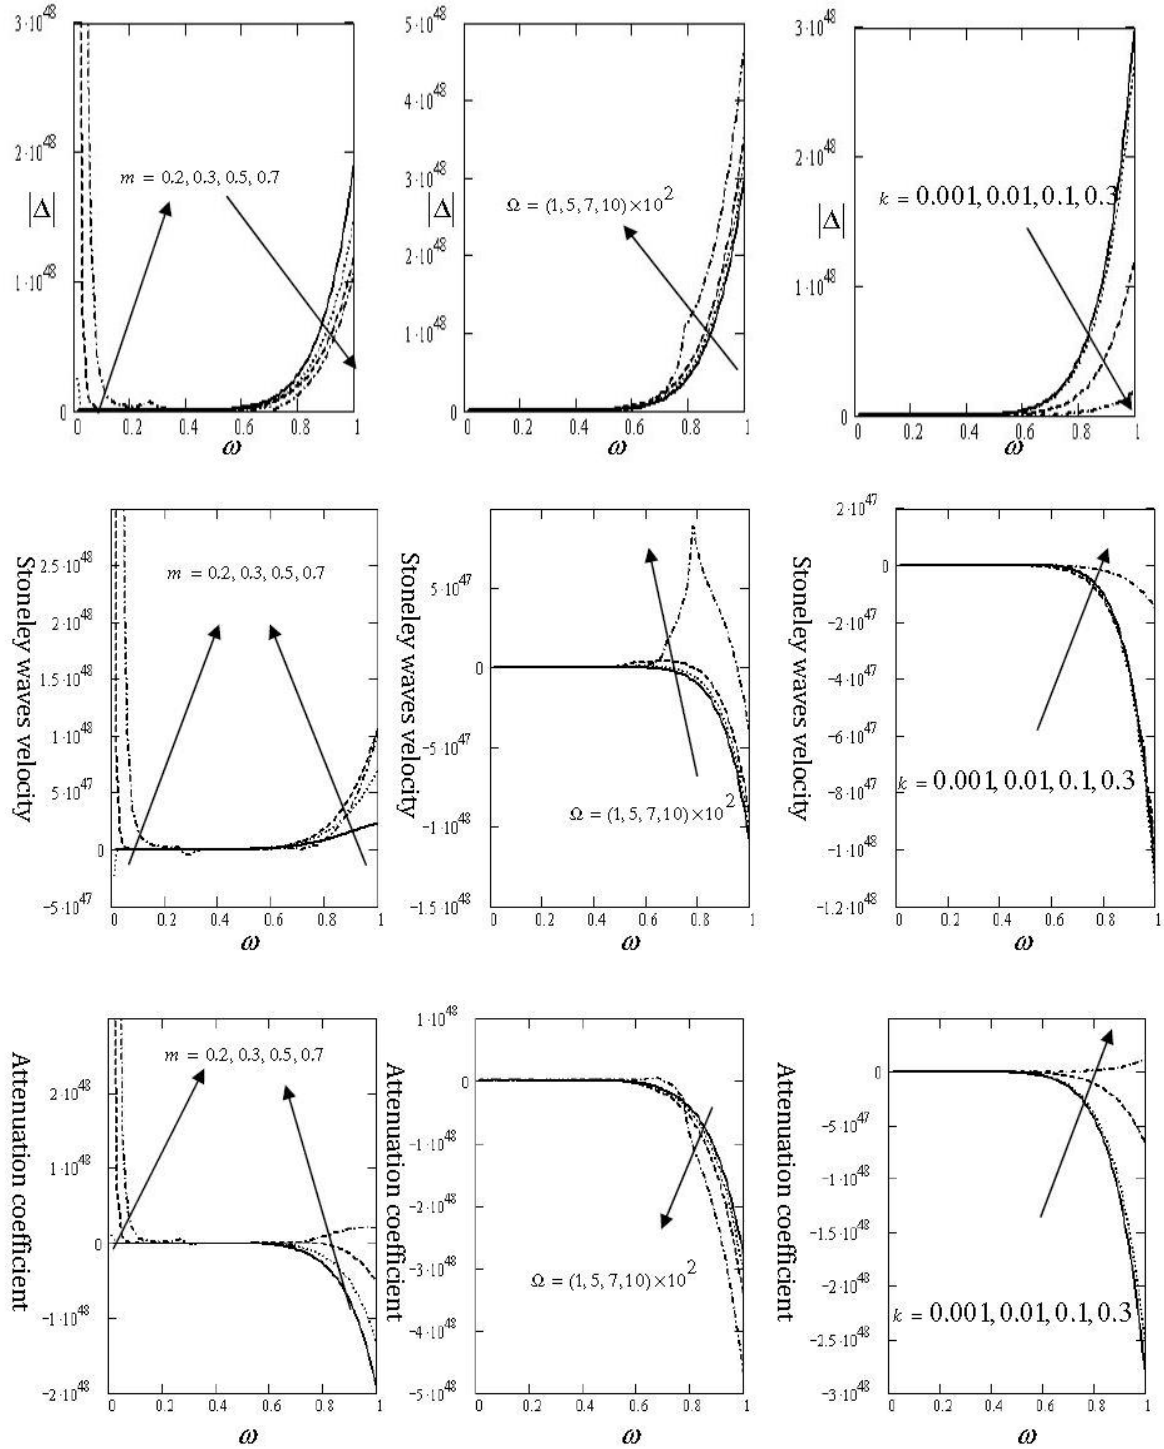 3·10^48
2·10^48
1·10^48
0
|Δ|
m = 0.2, 0.3, 0.5, 0.7
0 0.2 0.4 0.6 0.8 1
ω
5·10^48
4·10^48
3·10^48
2·10^48
1·10^48
0
|Δ|
Ω = (1, 5, 7, 10)×10^2
0 0.2 0.4 0.6 0.8 1
ω
3·10^48
2·10^48
1·10^48
0
|Δ|
k = 0.001, 0.01, 0.1, 0.3
0 0.2 0.4 0.6 0.8 1
ω
Stoneley waves velocity
2.5·10^48
2·10^48
1.5·10^48
1·10^48
5·10^47
0
−5·10^47
m = 0.2, 0.3, 0.5, 0.7
0 0.2 0.4 0.6 0.8 1
ω
Stoneley waves velocity
5·10^47
0
−5·10^47
−1·10^48
−1.5·10^48
Ω = (1, 5, 7, 10)×10^2
0 0.2 0.4 0.6 0.8 1
ω
Stoneley waves velocity
2·10^47
0
−2·10^47
−4·10^47
−6·10^47
−8·10^47
−1·10^48
−1.2·10^48
k = 0.001, 0.01, 0.1, 0.3
0 0.2 0.4 0.6 0.8 1
ω
Attenuation coefficient
2·10^48
1·10^48
0
−1·10^48
−2·10^48
m = 0.2, 0.3, 0.5, 0.7
0 0.2 0.4 0.6 0.8 1
ω
Attenuation coefficient
1·10^48
0
−1·10^48
−2·10^48
−3·10^48
−4·10^48
−5·10^48
Ω = (1, 5, 7, 10)×10^2
0 0.2 0.4 0.6 0.8 1
ω
Attenuation coefficient
0
−5·10^47
−1·10^48
−1.5·10^48
−2·10^48
−2.5·10^48
−3·10^48
k = 0.001, 0.01, 0.1, 0.3
0 0.2 0.4 0.6 0.8 1
ω